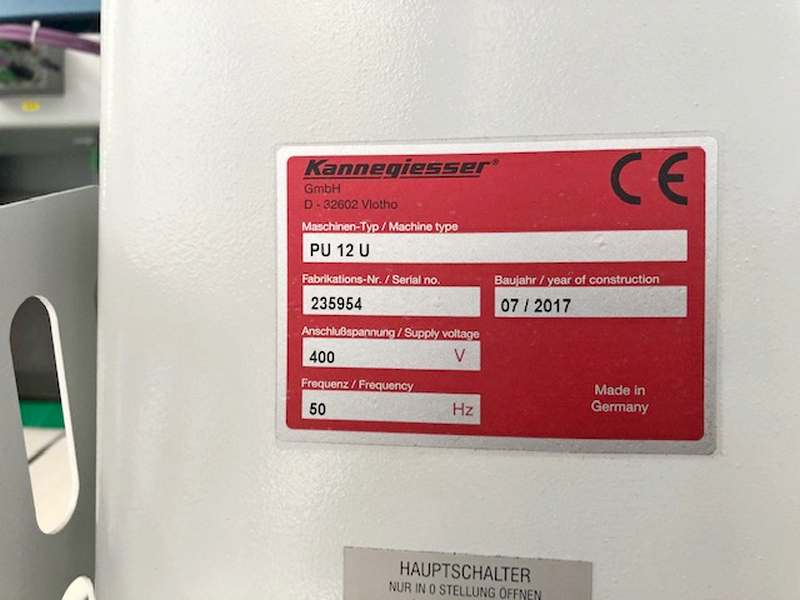 Kannegiesser®
GmbH
D - 32602 Vlotho
CE
Maschinen-Typ / Machine type
PU 12 U
Fabrikations-Nr. / Serial no.
235954
Baujahr / year of construction
07 / 2017
Anschlußspannung / Supply voltage
400 V
Frequenz / Frequency
50 Hz
Made in
Germany
HAUPTSCHALTER
NUR IN 0 STELLUNG ÖFFNEN